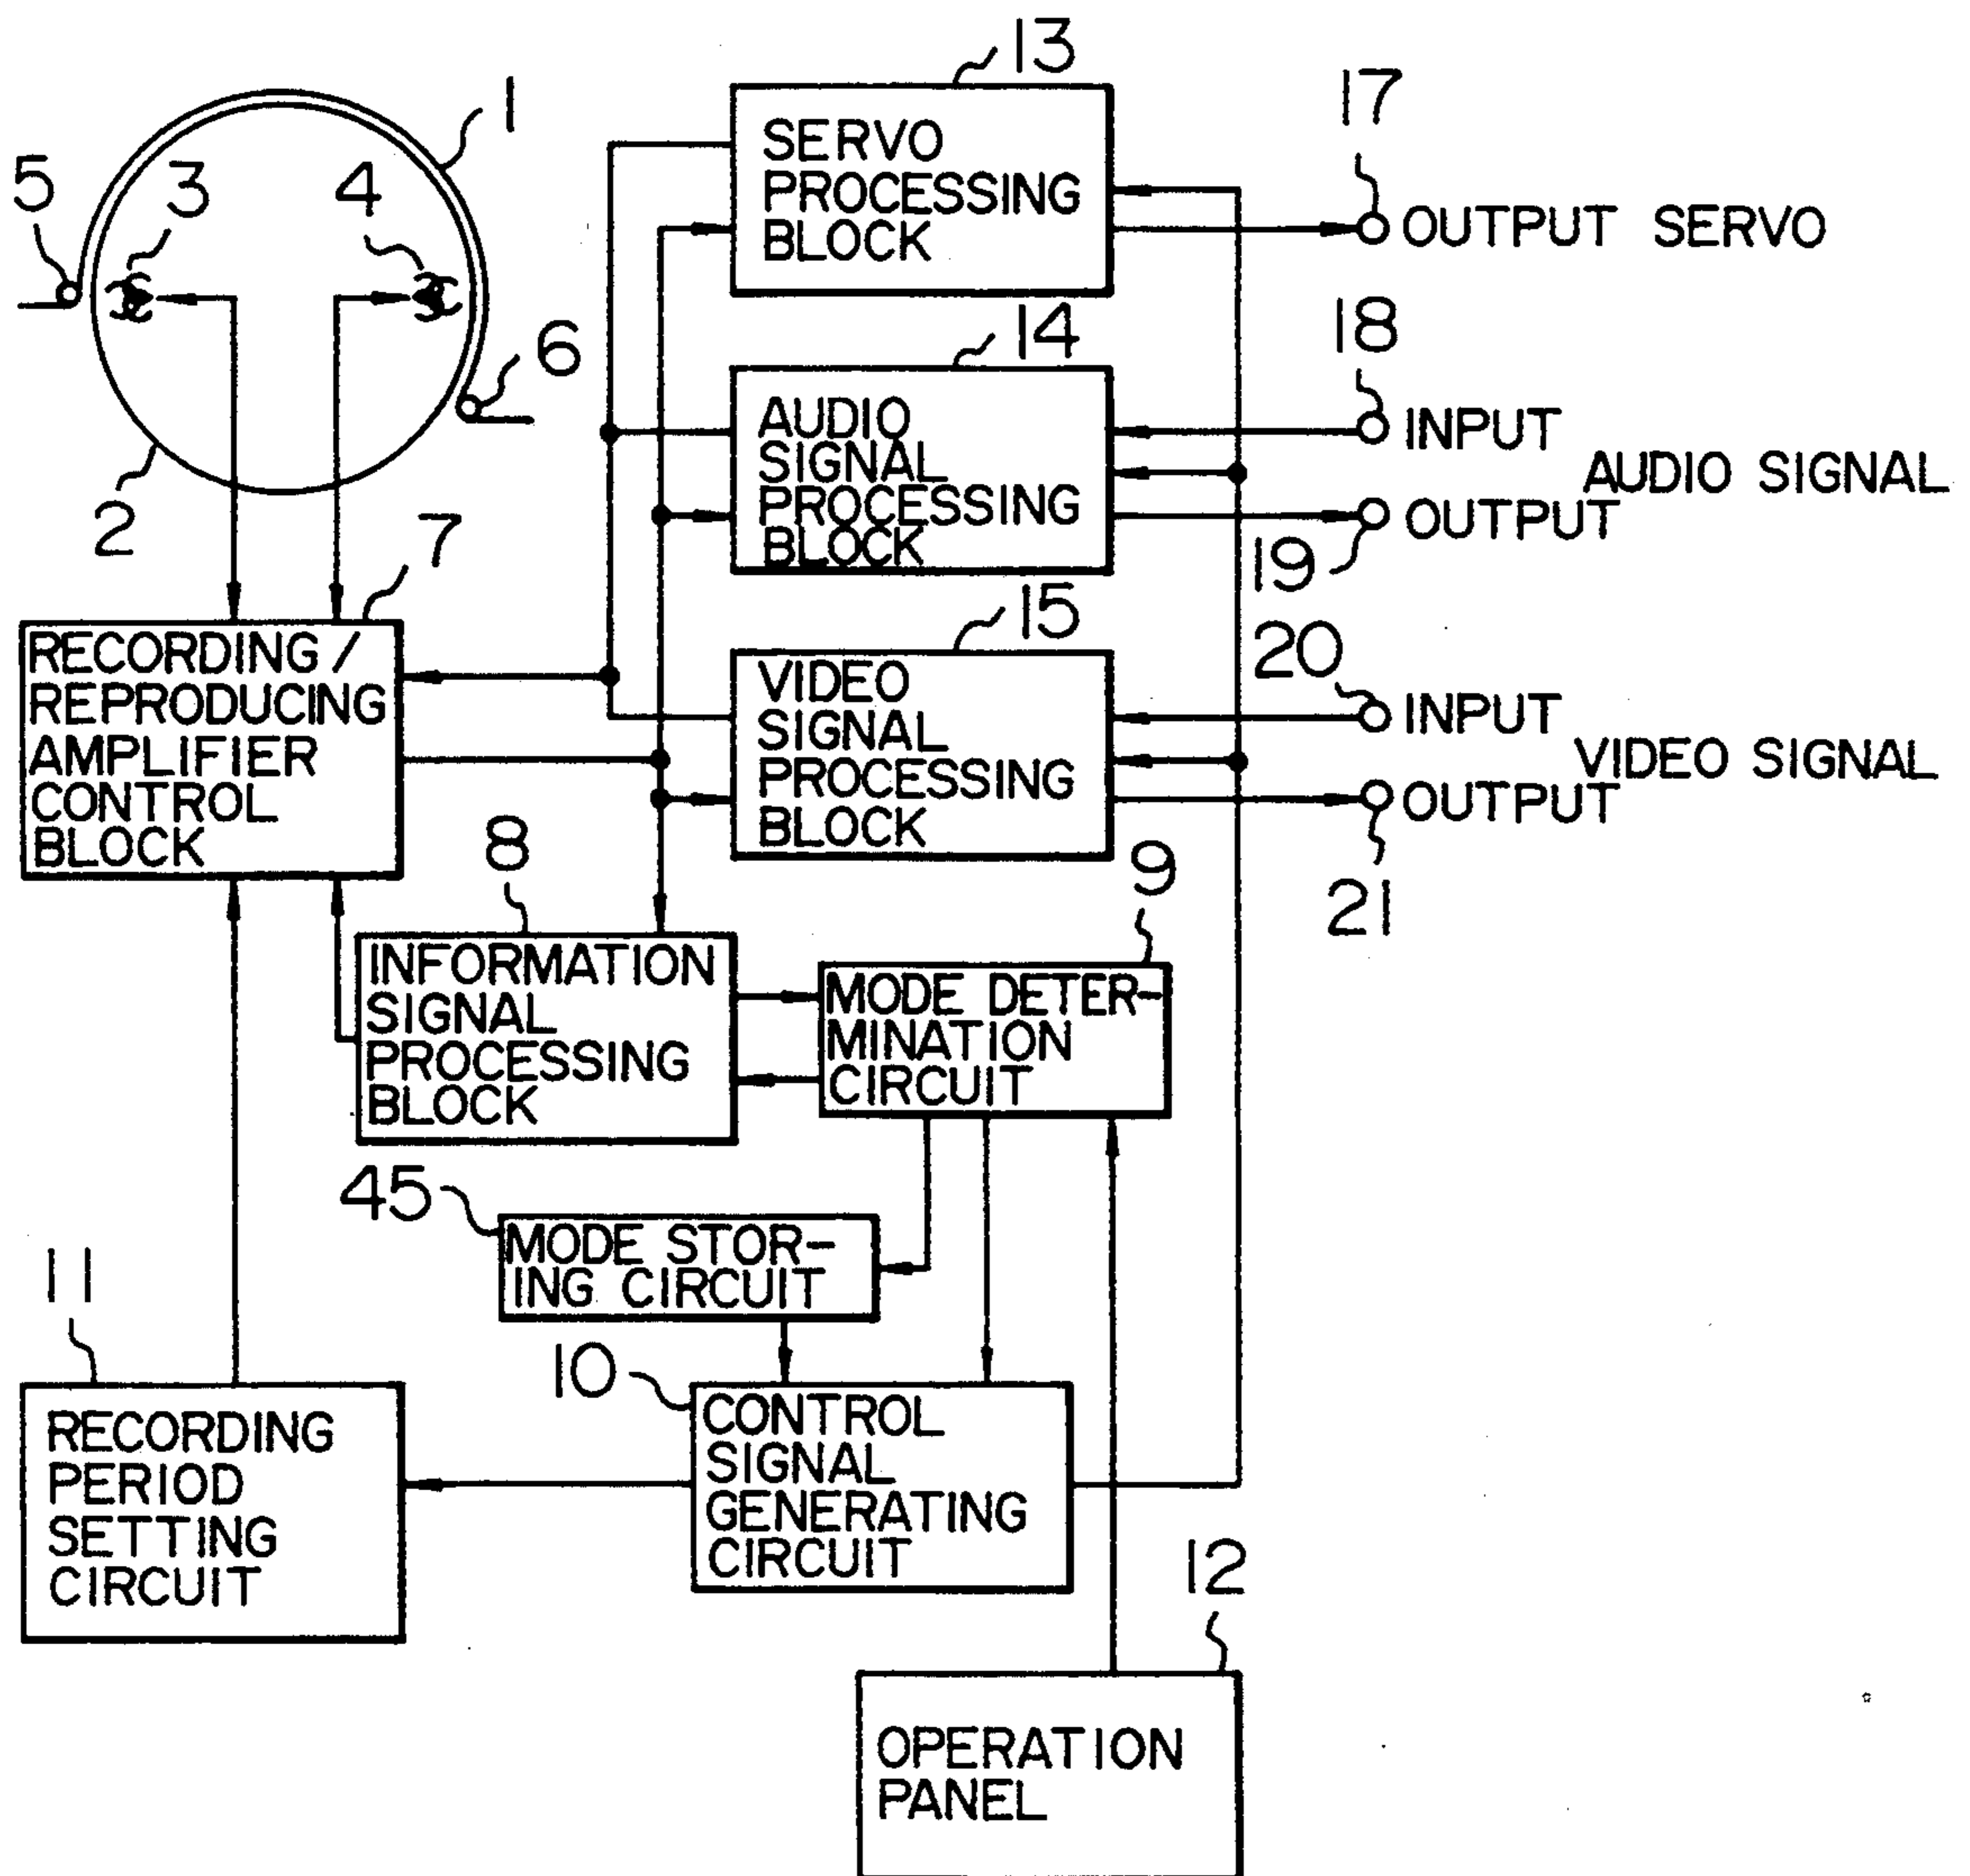 13
17
1
SERVO
PROCESSING
BLOCK
5
3
4
OUTPUT SERVO
18
14
6
AUDIO
SIGNAL
PROCESSING
BLOCK
INPUT
AUDIO SIGNAL
OUTPUT
2
7
19
15
20
RECORDING/
REPRODUCING
AMPLIFIER
CONTROL
BLOCK
VIDEO
SIGNAL
PROCESSING
BLOCK
INPUT
VIDEO SIGNAL
OUTPUT
8
9
21
INFORMATION
SIGNAL
PROCESSING
BLOCK
MODE DETER-
MINATION
CIRCUIT
45
MODE STOR-
ING CIRCUIT
11
10
RECORDING
PERIOD
SETTING
CIRCUIT
CONTROL
SIGNAL
GENERATING
CIRCUIT
12
OPERATION
PANEL